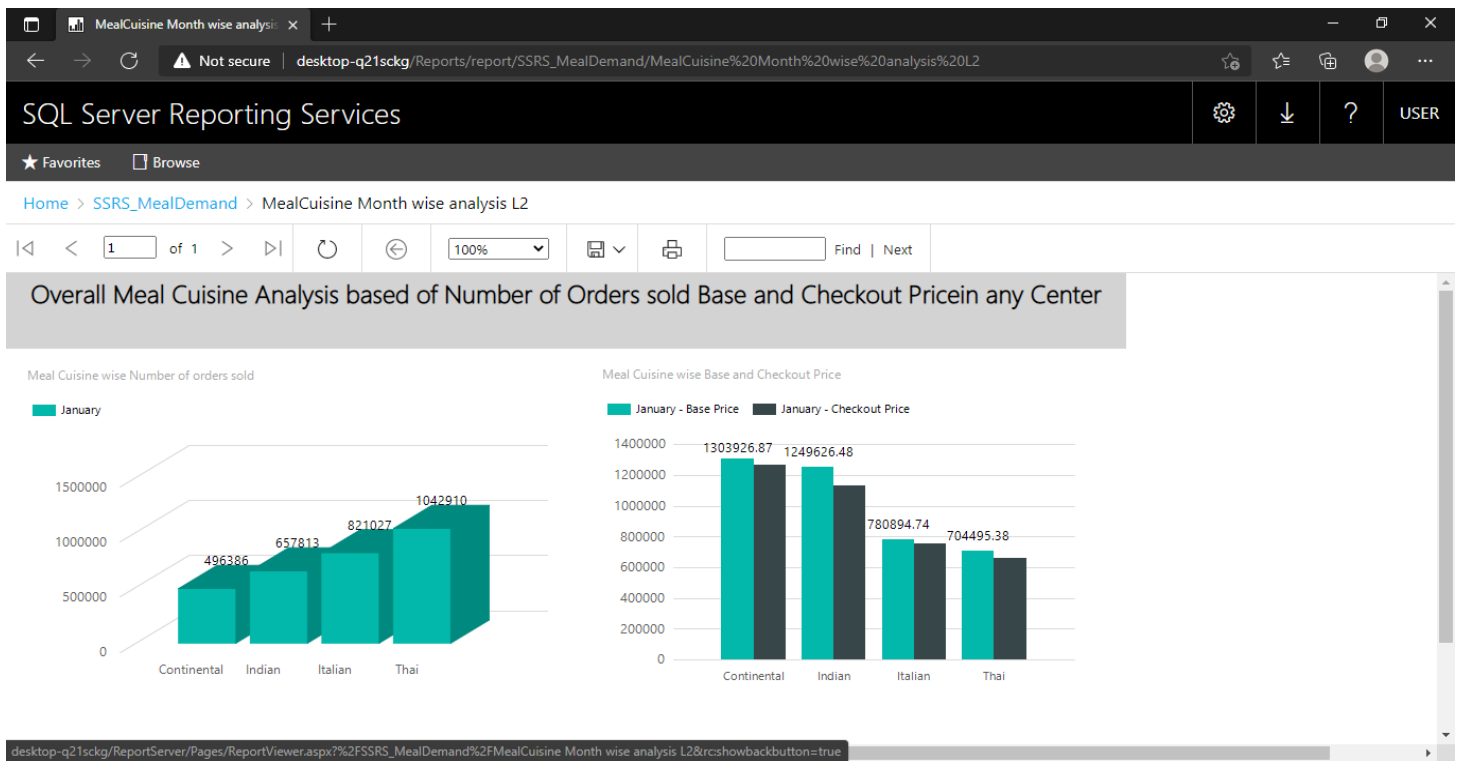 MealCuisine Month wise analysis
Not secure | desktop-q21sckg/Reports/report/SSRS_MealDemand/MealCuisine%20Month%20wise%20analysis%20L2
SQL Server Reporting Services
? USER
Favorites Browse
Home > SSRS_MealDemand > MealCuisine Month wise analysis L2
1 of 1 100% Find | Next
Overall Meal Cuisine Analysis based of Number of Orders sold Base and Checkout Pricein any Center
Meal Cuisine wise Number of orders sold
January
1500000
1000000
500000
0
496386
657813
821027
1042910
Continental Indian Italian Thai
Meal Cuisine wise Base and Checkout Price
January - Base Price January - Checkout Price
1400000
1200000
1000000
800000
600000
400000
200000
0
1303926.87
1249626.48
780894.74
704495.38
Continental Indian Italian Thai
desktop-q21sckg/ReportServer/Pages/ReportViewer.aspx?%2FSSRS_MealDemand%2FMealCuisine Month wise analysis L2&rc:showbackbutton=true